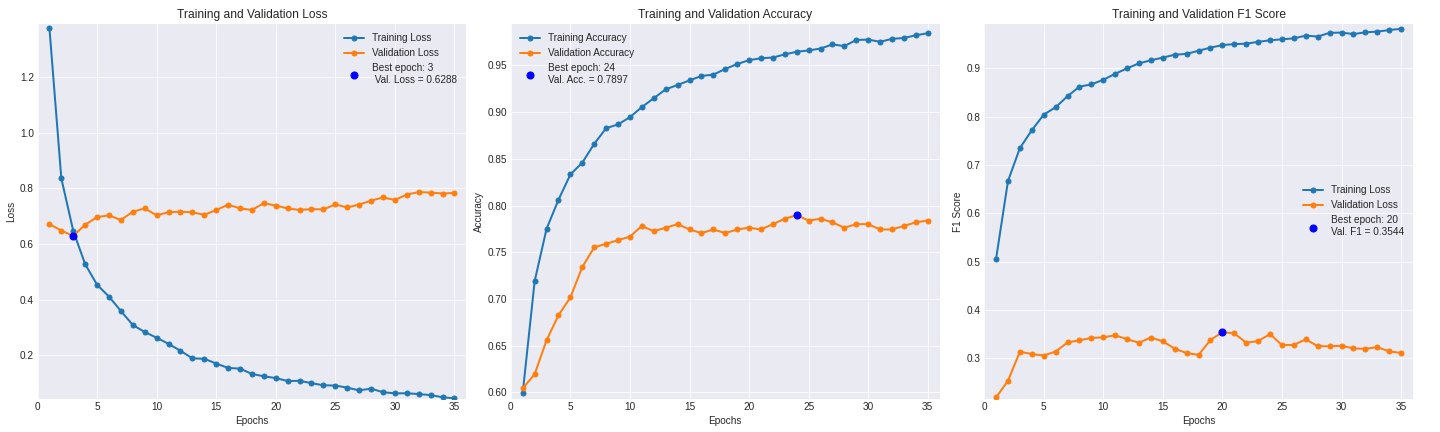 Training and Validation Loss
Training Loss
Validation Loss
Best epoch: 3
Val. Loss = 0.6288
1.2
1.0
0.8
0.6
0.4
0.2
Loss
0
5
10
15
20
25
30
35
Epochs
Training and Validation Accuracy
Training Accuracy
Validation Accuracy
Best epoch: 24
Val. Acc. = 0.7897
0.95
0.90
0.85
0.80
0.75
0.70
0.65
0.60
Accuracy
0
5
10
15
20
25
30
35
Epochs
Training and Validation F1 Score
Training Loss
Validation Loss
Best epoch: 20
Val. F1 = 0.3544
0.9
0.8
0.7
0.6
0.5
0.4
0.3
F1 Score
0
5
10
15
20
25
30
35
Epochs